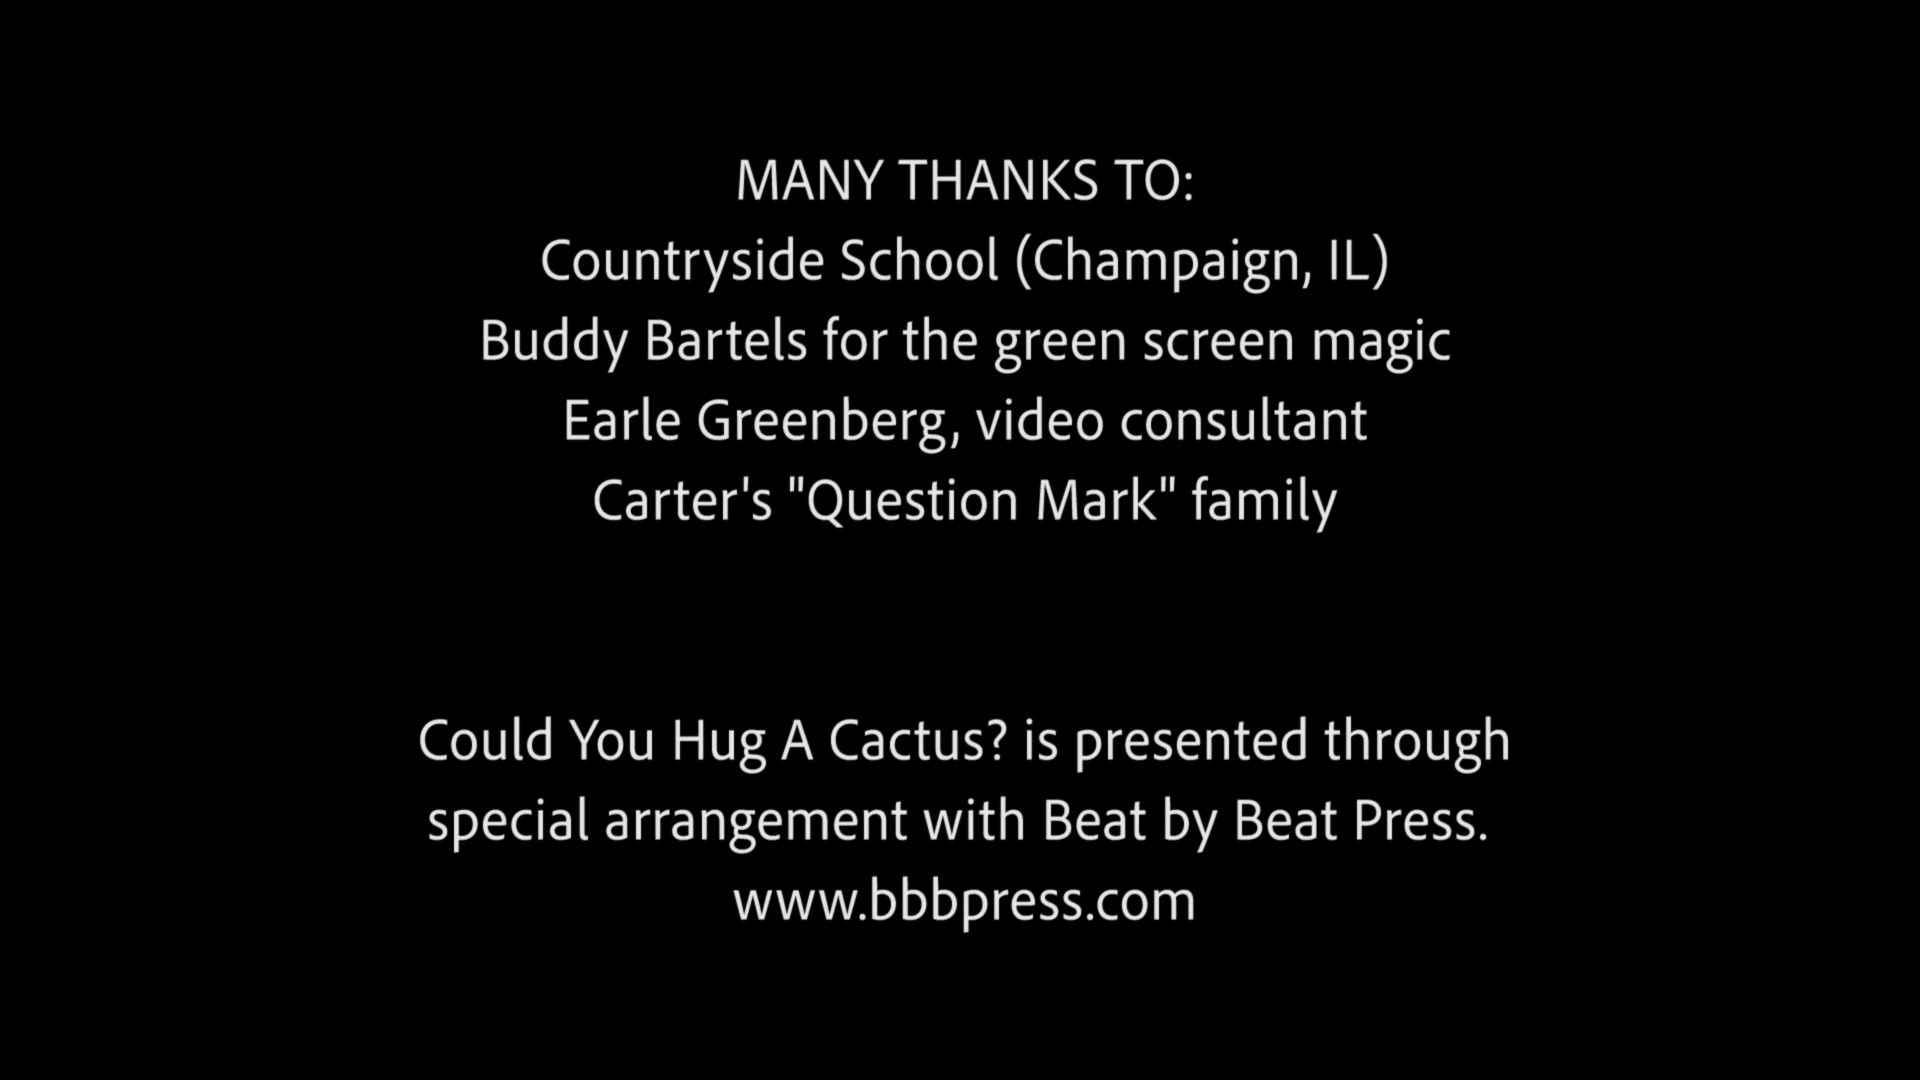 MANY THANKS TO:
Countryside School (Champaign, IL)
Buddy Bartels for the green screen magic
Earle Greenberg, video consultant
Carter's "Question Mark" family
Could You Hug A Cactus? is presented through
special arrangement with Beat by Beat Press.
www.bbbpress.com